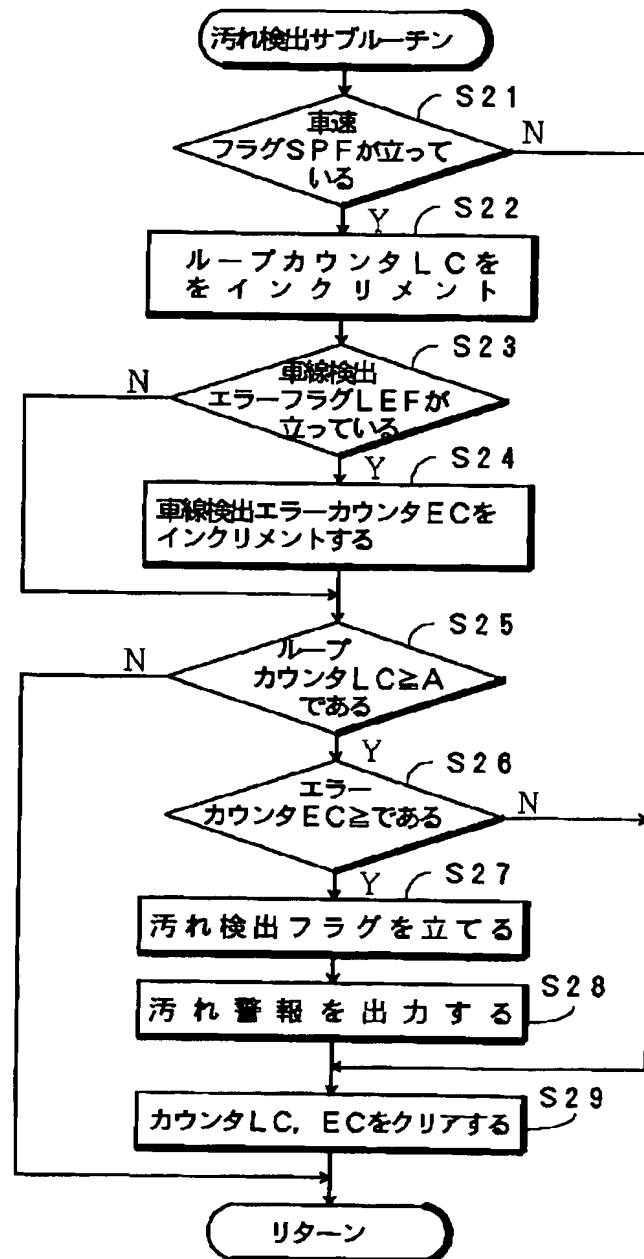 汚れ検出サブルーチン
S21
車速
フラグSPFが立って
いる
N
Y
S22
ループカウンタLCを
をインクリメント
S23
車線検出
エラーフラグLEFが
立っている
N
Y
S24
車線検出エラーカウンタECを
インクリメントする
S25
ループ
カウンタLC≧A
である
N
Y
S26
エラー
カウンタEC≧である
N
Y
S27
汚れ検出フラグを立てる
S28
汚れ警報を出力する
S29
カウンタLC，ECをクリアする
リターン